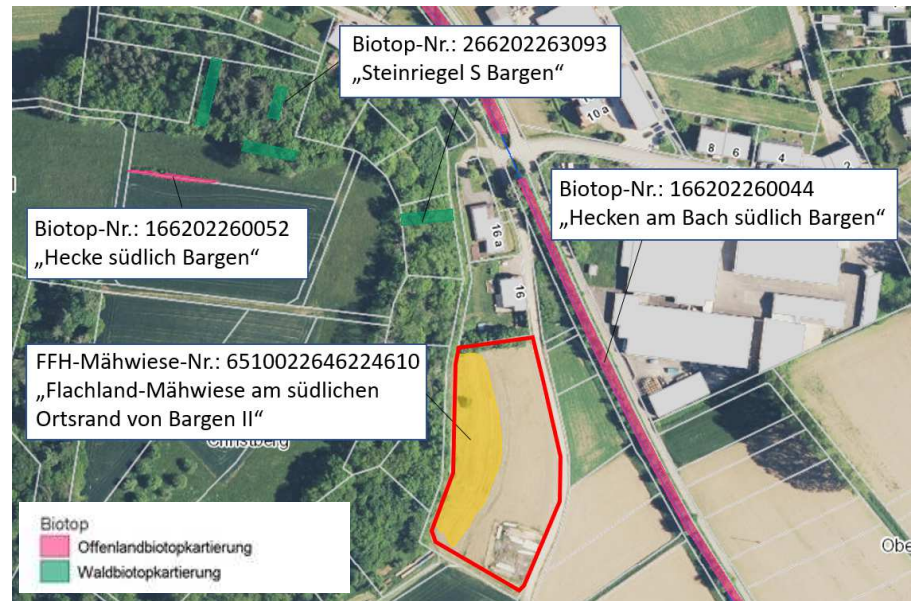 Biotop-Nr.: 266202263093
„Steinriegel S Bargen“
10 a
8
6
4
2
Biotop-Nr.: 166202260044
„Hecken am Bach südlich Bargen“
Biotop-Nr.: 166202260052
„Hecke südlich Bargen“
16 a
16
FFH-Mähwiese-Nr.: 6510022646224610
„Flachland-Mähwiese am südlichen
Ortsrand von Bargen II“
Christberg
Obe
Biotop
Offenlandbiotopkartierung
Waldbiotopkartierung